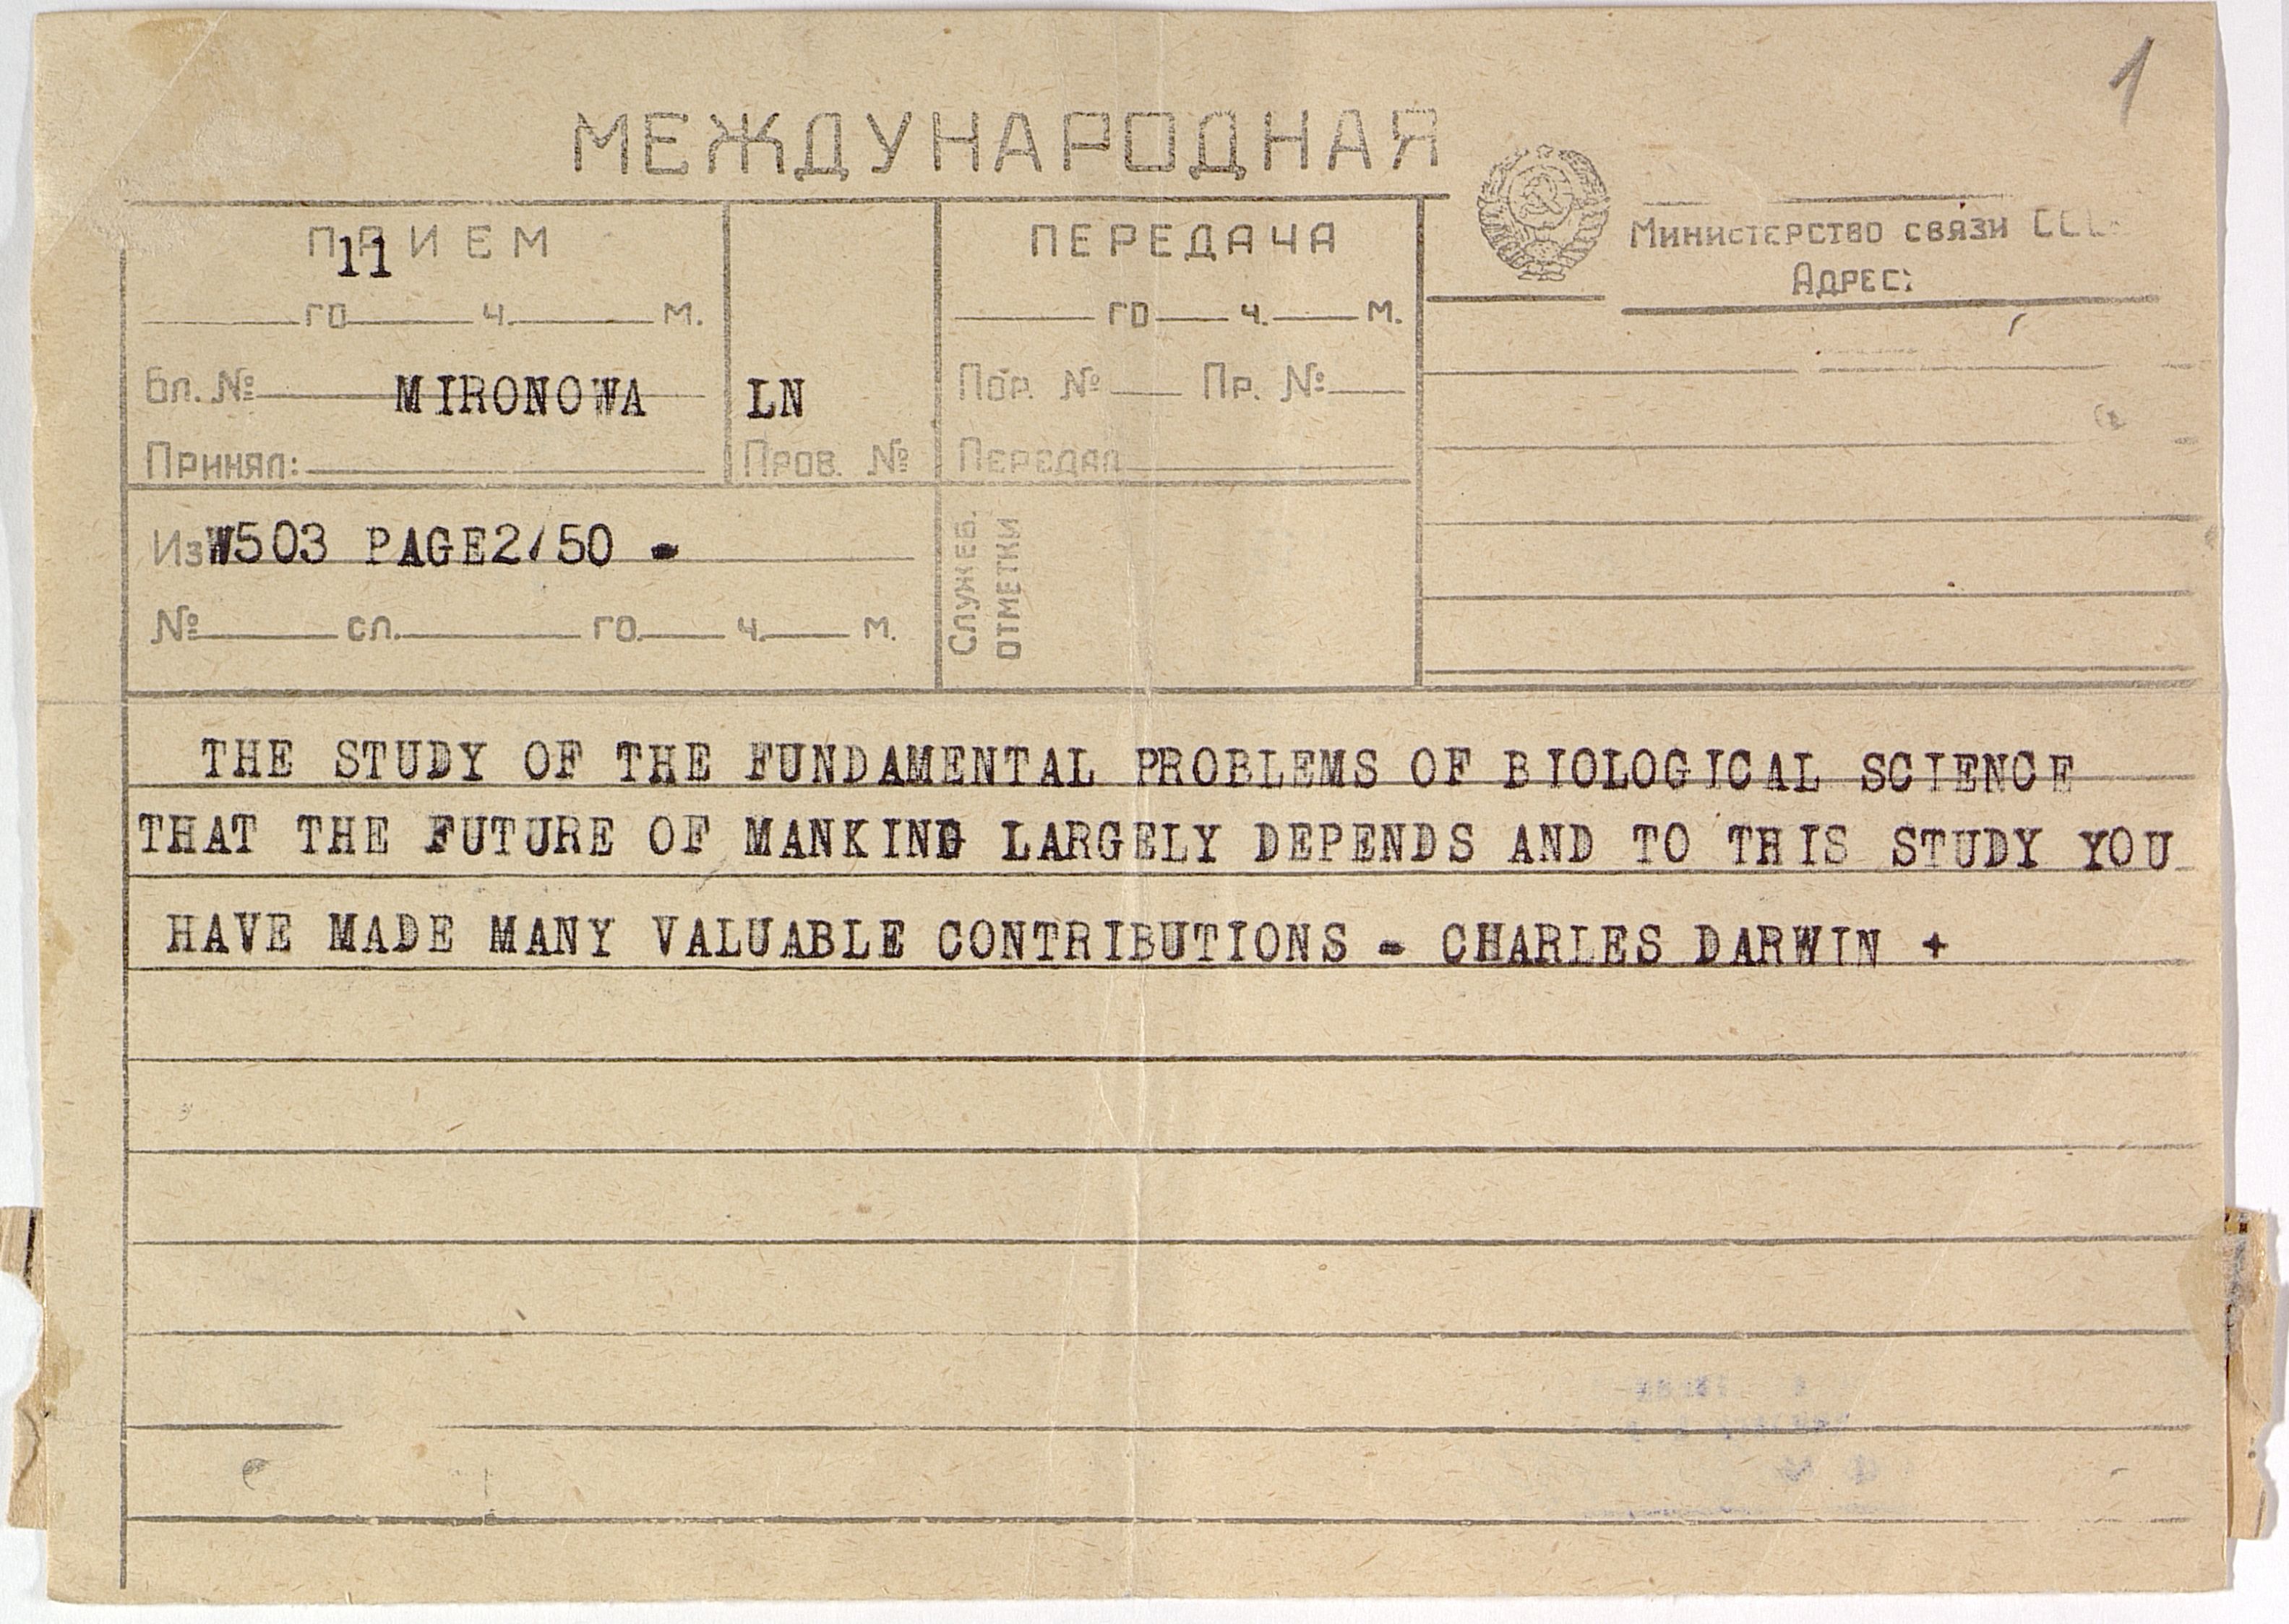 1
МЕЖДУНАРОДНАЯ
ПРИЕМ
11
го ч. м.
Бл. № MIRONOWA
Принял:
LN
Пров. №
ПЕРЕДАЧА
го ч. м.
Пор. № Пр. №
Передал
Министерство связи
Адрес:
Из W503 PAGE2/50 -
№ сл. го ч. м.
Служеб.
отметки
THE STUDY OF THE FUNDAMENTAL PROBLEMS OF BIOLOGICAL SCIENCE
THAT THE FUTURE OF MANKIND LARGELY DEPENDS AND TO THIS STUDY YOU
HAVE MADE MANY VALUABLE CONTRIBUTIONS - CHARLES DARWIN +